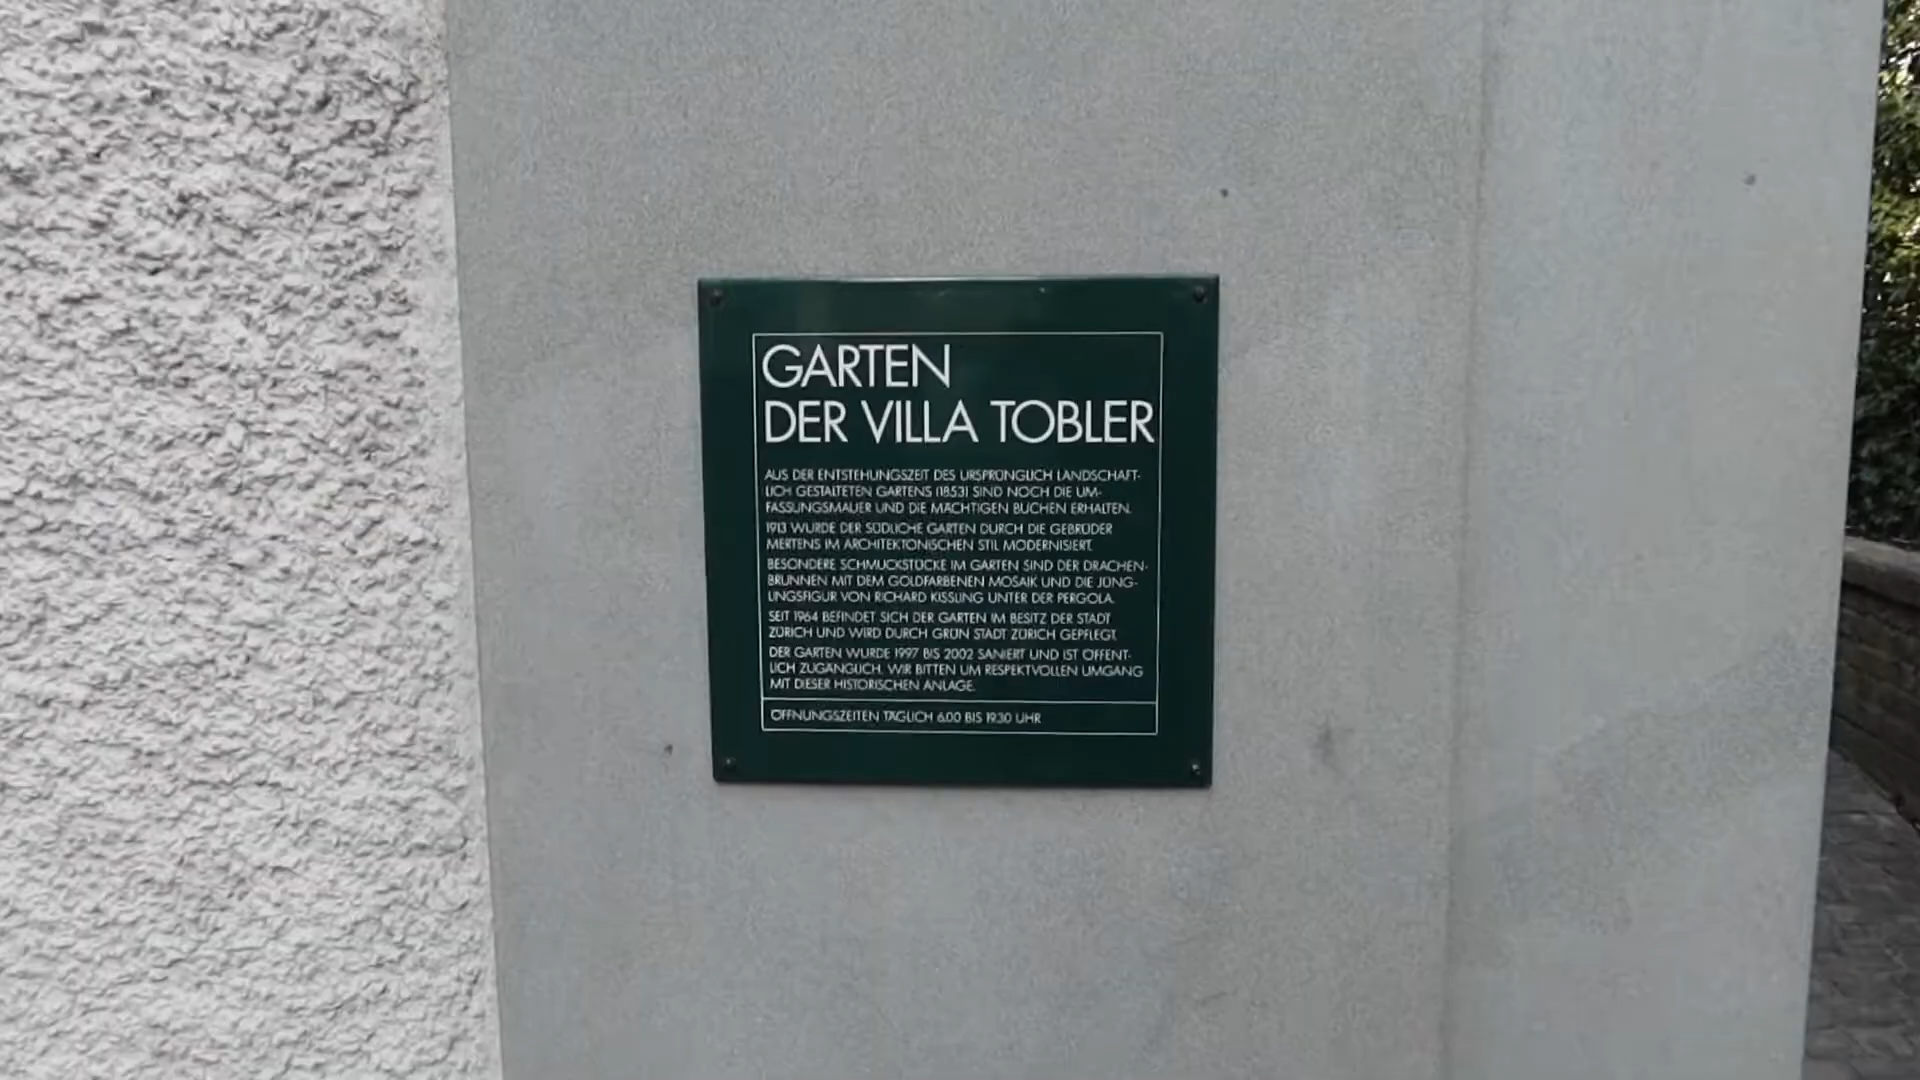 GARTEN
DER VILLA TOBLER
AUS DER ENTSTEHUNGSZEIT DES URSPRÜNGLICH LANDSCHAFT-
LICH GESTALTETEN GARTENS (1853) SIND NOCH DIE UM-
FASSUNGSMAUER UND DIE MÄCHTIGEN BUCHEN ERHALTEN.
1913 WURDE DER SÜDLICHE GARTEN DURCH DIE GEBRÜDER
MERTENS IM ARCHITEKTONISCHEN STIL MODERNISIERT.
BESONDERE SCHMUCKSTÜCKE IM GARTEN SIND DER DRACHEN-
BRUNNEN MIT DEM GOLDFARBENEN MOSAIK UND DIE JÜNG-
LINGSFIGUR VON RICHARD KISSLING UNTER DER PERGOLA.
SEIT 1964 BEFINDET SICH DER GARTEN IM BESITZ DER STADT
ZÜRICH UND WIRD DURCH GRÜN STADT ZÜRICH GEPFLEGT.
DER GARTEN WURDE 1997 BIS 2002 SANIERT UND IST ÖFFENT-
LICH ZUGÄNGLICH. WIR BITTEN UM RESPEKTVOLLEN UMGANG
MIT DIESER HISTORISCHEN ANLAGE.
ÖFFNUNGSZEITEN TÄGLICH 6.00 BIS 19.30 UHR